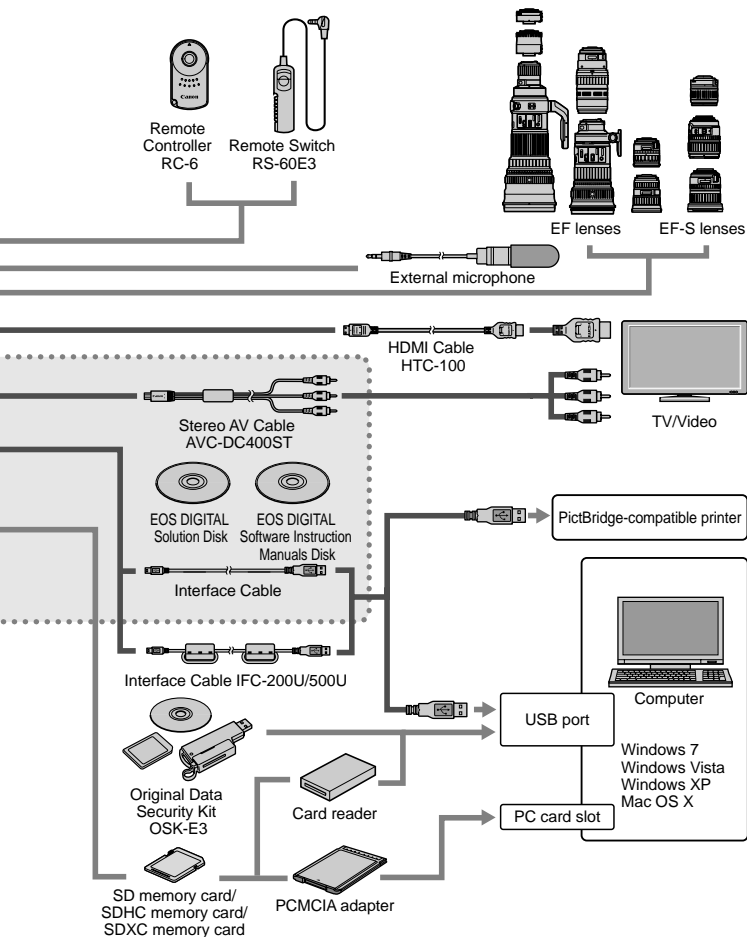 Canon
Remote
Controller
RC-6
Remote Switch
RS-60E3
EF lenses
EF-S lenses
External microphone
HDMI Cable
HTC-100
TV/Video
Stereo AV Cable
AVC-DC400ST
EOS DIGITAL
Solution Disk
EOS DIGITAL
Software Instruction
Manuals Disk
PictBridge-compatible printer
Interface Cable
Interface Cable IFC-200U/500U
Computer
USB port
Windows 7
Windows Vista
Windows XP
Mac OS X
Original Data
Security Kit
OSK-E3
Card reader
PC card slot
SD memory card/
SDHC memory card/
SDXC memory card
PCMCIA adapter